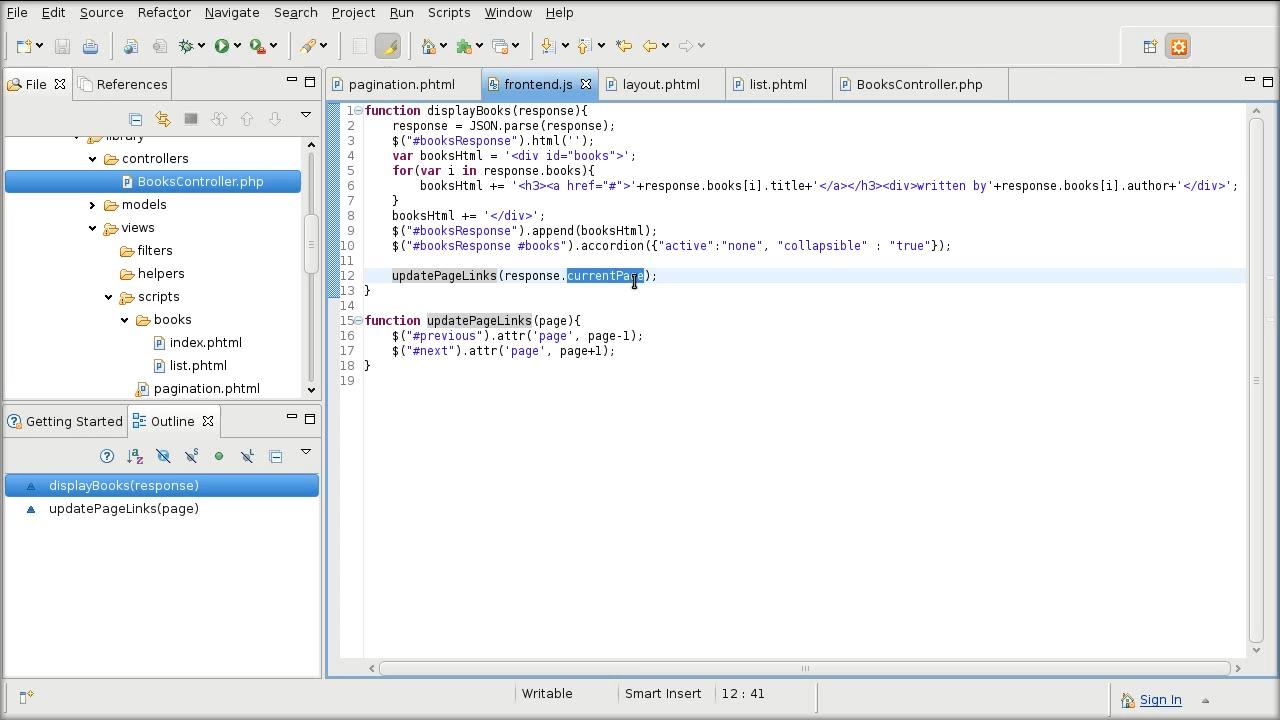 File Edit Source Refactor Navigate Search Project Run Scripts Window Help
File References
library
controllers
BooksController.php
models
views
filters
helpers
scripts
books
index.phtml
list.phtml
pagination.phtml
Getting Started Outline
displayBooks(response)
updatePageLinks(page)
pagination.phtml frontend.js layout.phtml list.phtml BooksController.php
1 function displayBooks(response){
2 response = JSON.parse(response);
3 $("#booksResponse").html('');
4 var booksHtml = '<div id="books">';
5 for(var i in response.books){
6 booksHtml += '<h3><a href="#">'+response.books[i].title+'</a></h3><div>written by'+response.books[i].author+'</div>';
7 }
8 booksHtml += '</div>';
9 $("#booksResponse").append(booksHtml);
10 $("#booksResponse #books").accordion({"active":"none", "collapsible" : "true"});
11
12 updatePageLinks(response.currentPage);
13 }
14
15 function updatePageLinks(page){
16 $("#previous").attr('page', page-1);
17 $("#next").attr('page', page+1);
18 }
19
Writable Smart Insert 12 : 41 Sign In